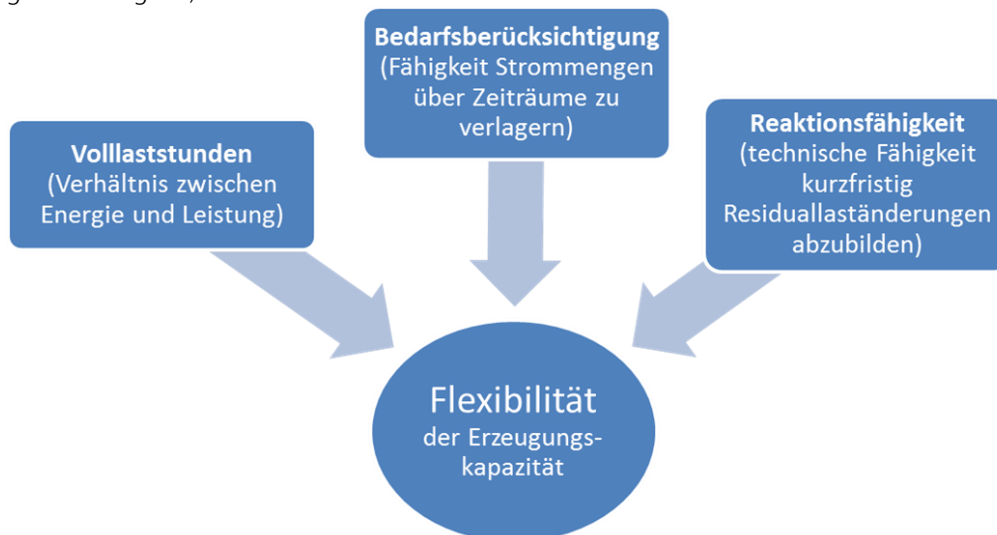 Bedarfsberücksichtigung
(Fähigkeit Strommengen
über Zeiträume zu
verlagern)
Volllaststunden
(Verhältnis zwischen
Energie und Leistung)
Reaktionsfähigkeit
(technische Fähigkeit
kurzfristig
Residuallaständerungen
abzubilden)
Flexibilität
der Erzeugungs-
kapazität